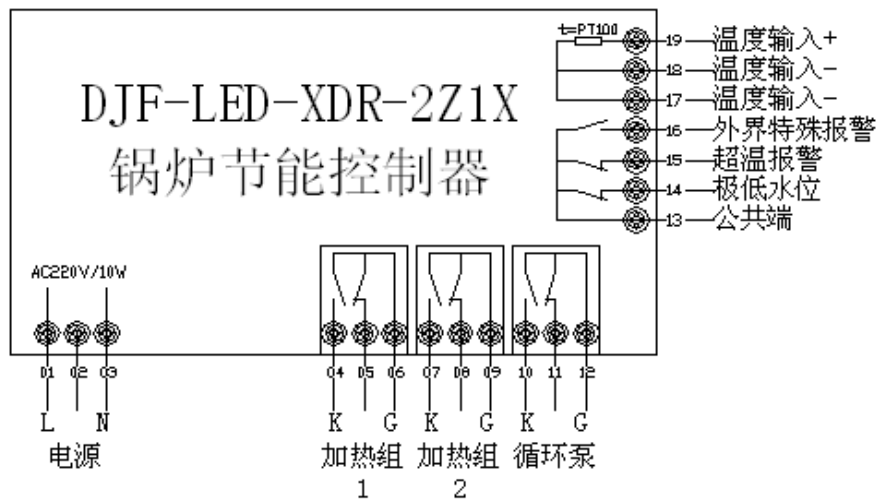 t=PT100
19 温度输入+
18 温度输入-
17 温度输入-
16 外界特殊报警
15 超温报警
14 极低水位
13 公共端
DJF-LED-XDR-2Z1X
锅炉节能控制器
AC220V/10W
01 02 03 04 05 06 07 08 09 10 11 12
L N K G K G K G
电源 加热组 加热组 循环泵
1 2